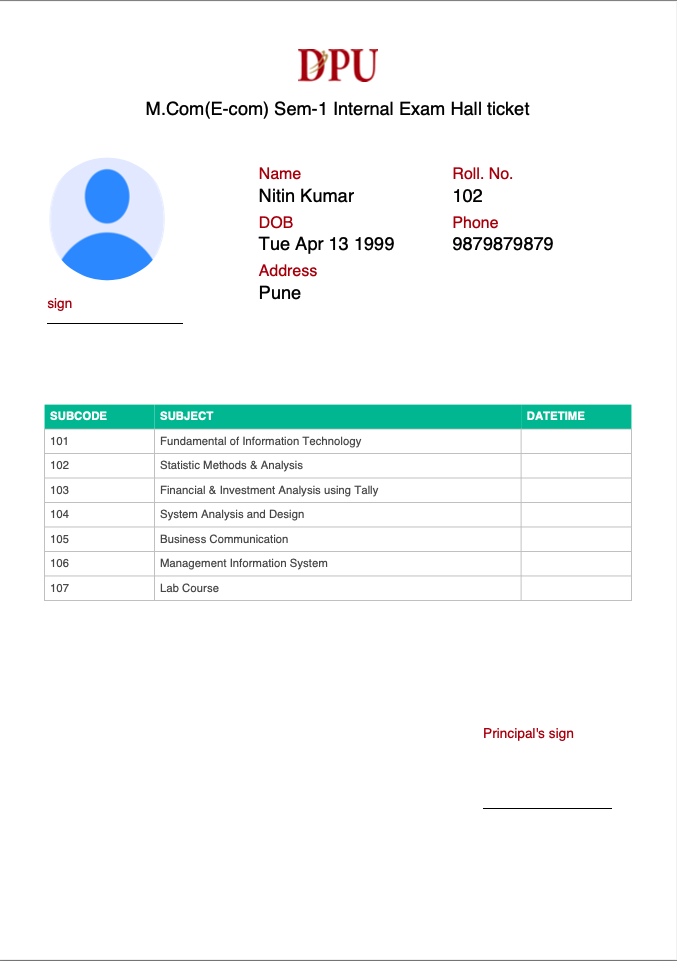 DPU
M.Com(E-com) Sem-1 Internal Exam Hall ticket
Name
Nitin Kumar
Roll. No.
102
DOB
Tue Apr 13 1999
Phone
9879879879
Address
Pune
sign
SUBCODE SUBJECT DATETIME
101 Fundamental of Information Technology
102 Statistic Methods & Analysis
103 Financial & Investment Analysis using Tally
104 System Analysis and Design
105 Business Communication
106 Management Information System
107 Lab Course
Principal's sign